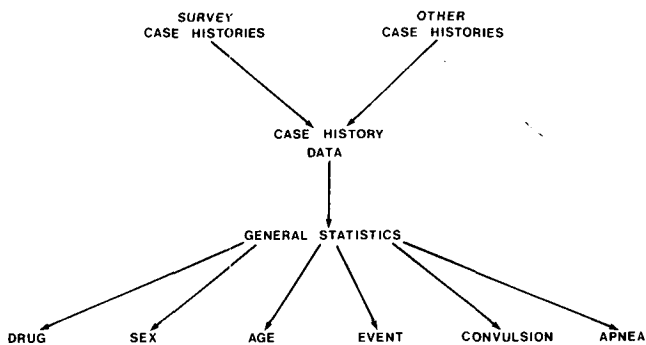 SURVEY
CASE HISTORIES
OTHER
CASE HISTORIES
CASE HISTORY
DATA
GENERAL STATISTICS
DRUG SEX AGE EVENT CONVULSION APNEA